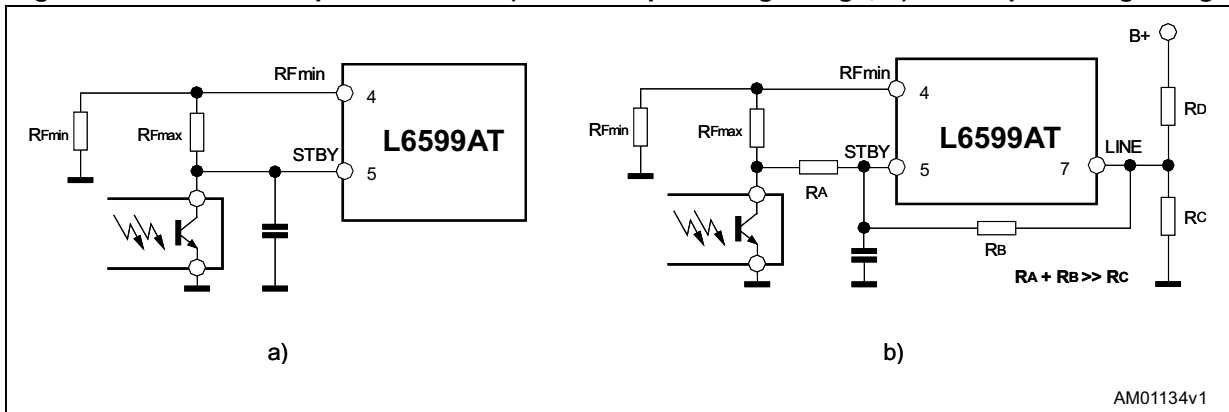 RFmin
4
RFmin
RFmax
L6599AT
STBY
5
a)
B+
RFmin
4
RFmin
RFmax
L6599AT
RD
STBY
5
7
LINE
RA
RB
RC
RA + RB >> RC
b)
AM01134v1